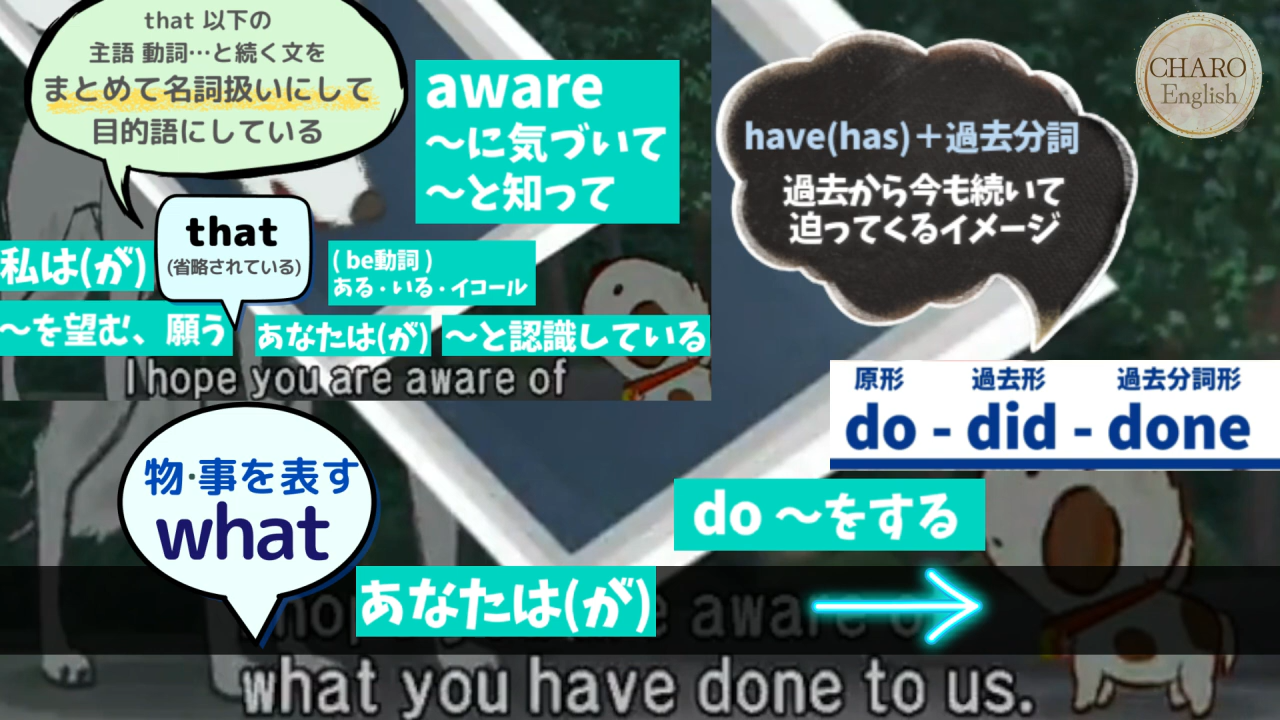 that 以下の
主語 動詞…と続く文を
まとめて名詞扱いにして
目的語にしている
aware
〜に気づいて
〜と知って
have(has)＋過去分詞
過去から今も続いて
迫ってくるイメージ
CHARO
English
that
(省略されている)
私は(が)
( be動詞 )
ある・いる・イコール
〜を望む、願う
あなたは(が)
〜と認識している
I hope you are aware of
原形 過去形 過去分詞形
do - did - done
物・事を表す
what
do 〜をする
あなたは(が)
what you have done to us.